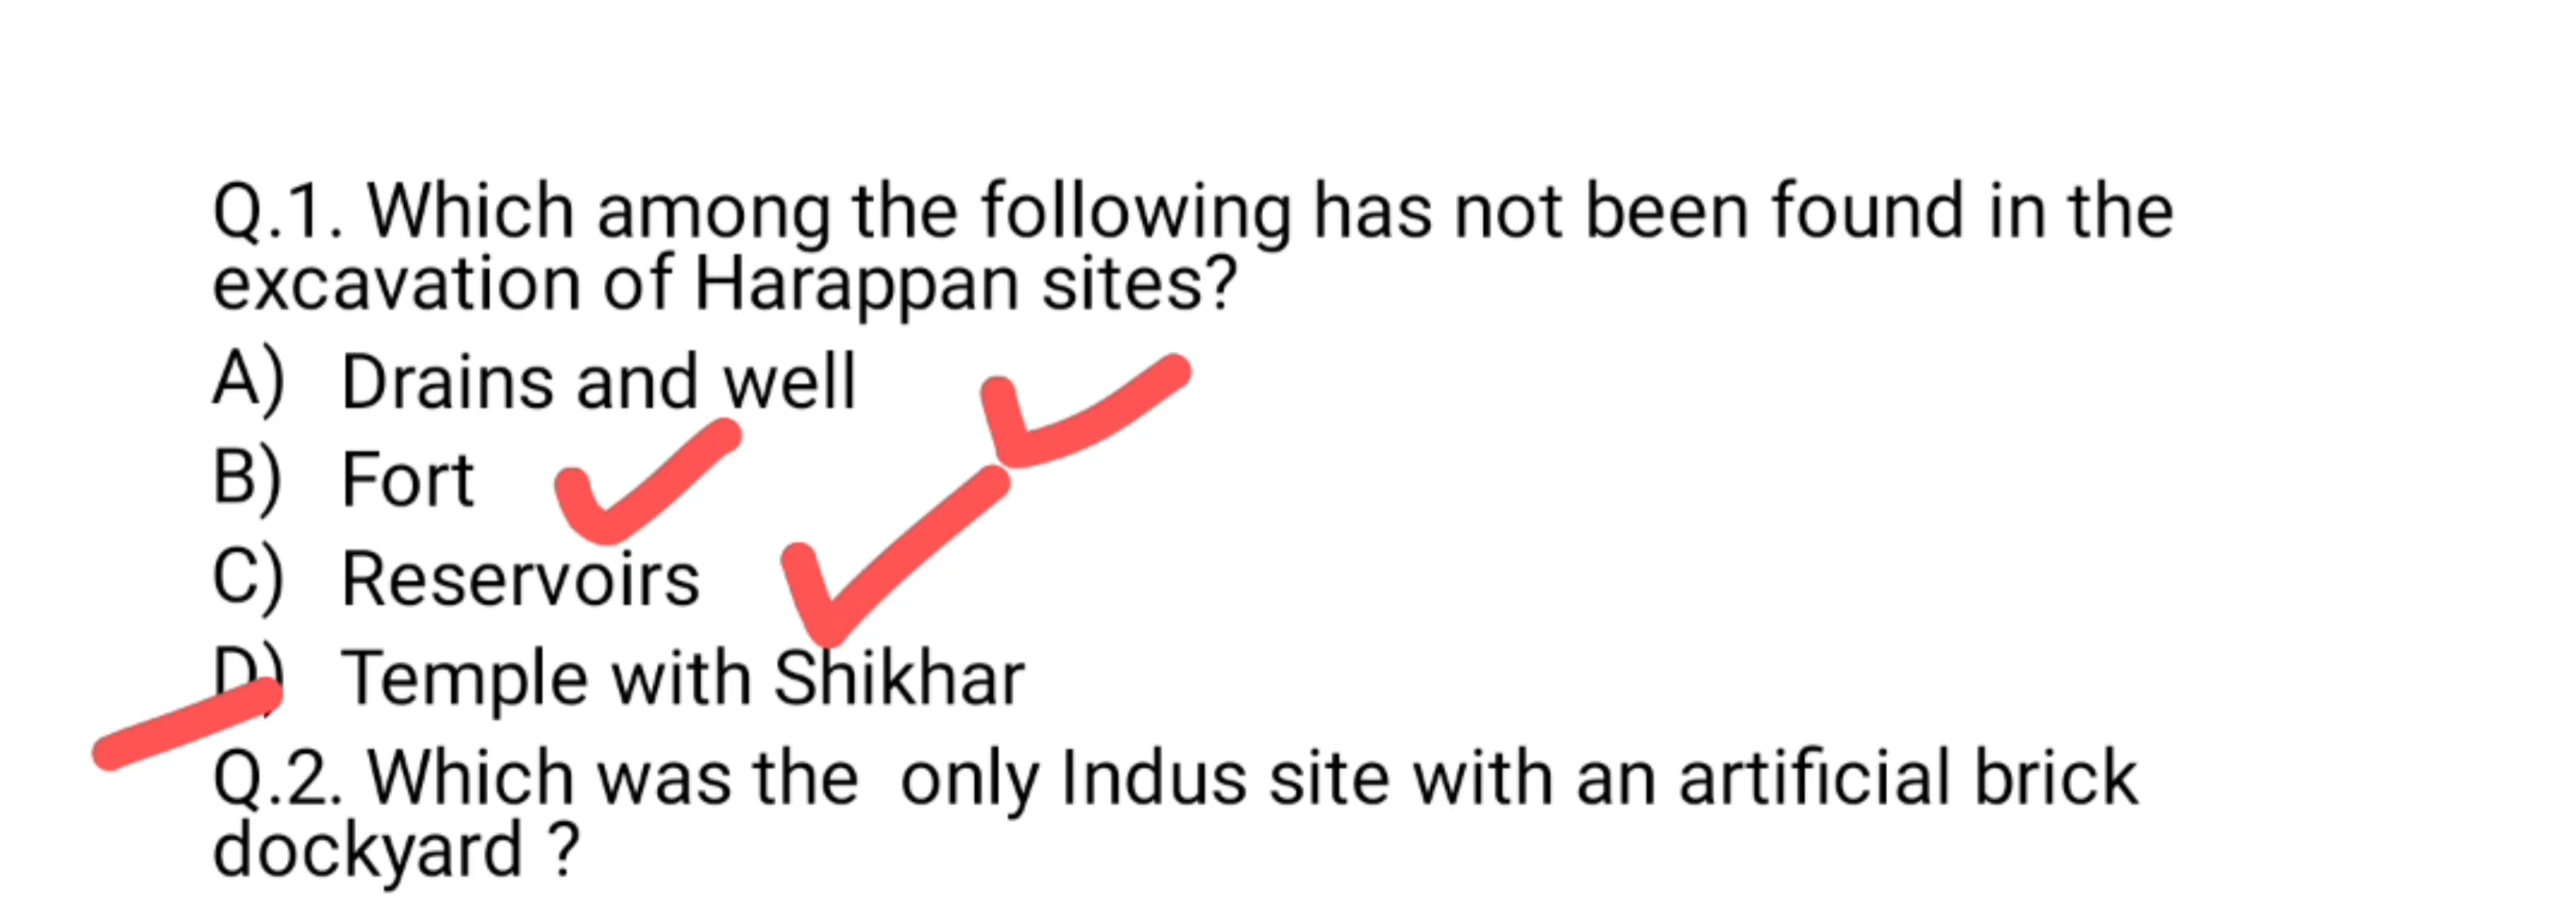 Q.1. Which among the following has not been found in the
excavation of Harappan sites?
A) Drains and well
B) Fort
C) Reservoirs
D) Temple with Shikhar
Q.2. Which was the only Indus site with an artificial brick
dockyard ?